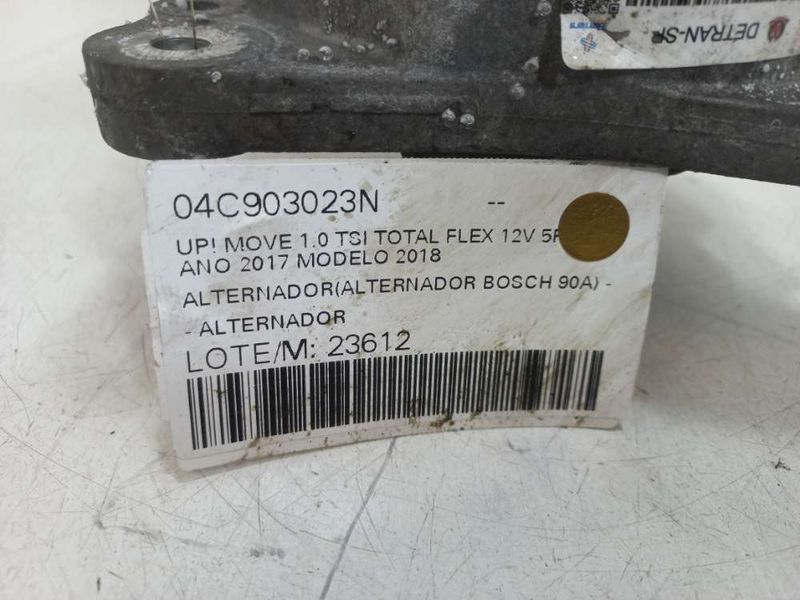 DETRAN-SP
04C903023N --
UP! MOVE 1.0 TSI TOTAL FLEX 12V
ANO 2017 MODELO 2018
ALTERNADOR(ALTERNADOR BOSCH 90A) -
- ALTERNADOR
LOTE/M: 23612